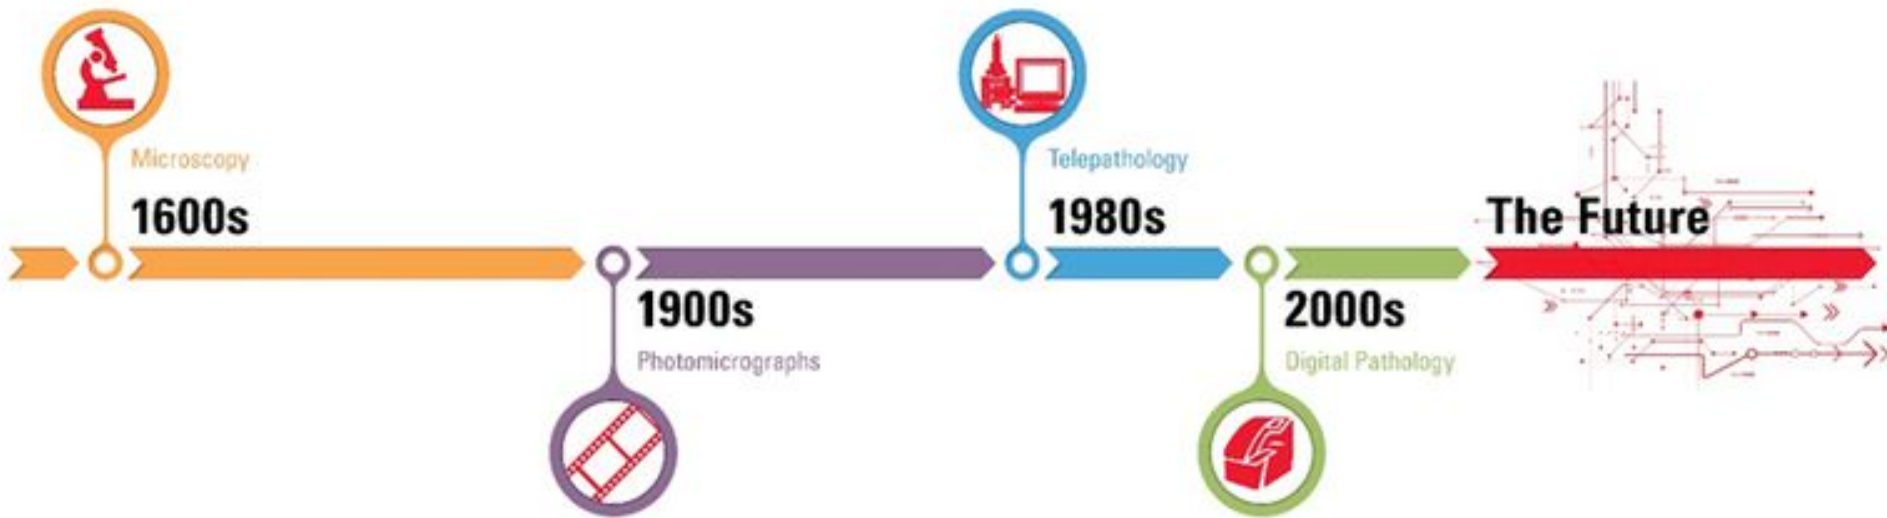 Microscopy
1600s
1900s
Photomicrographs
Telepathology
1980s
2000s
Digital Pathology
The Future